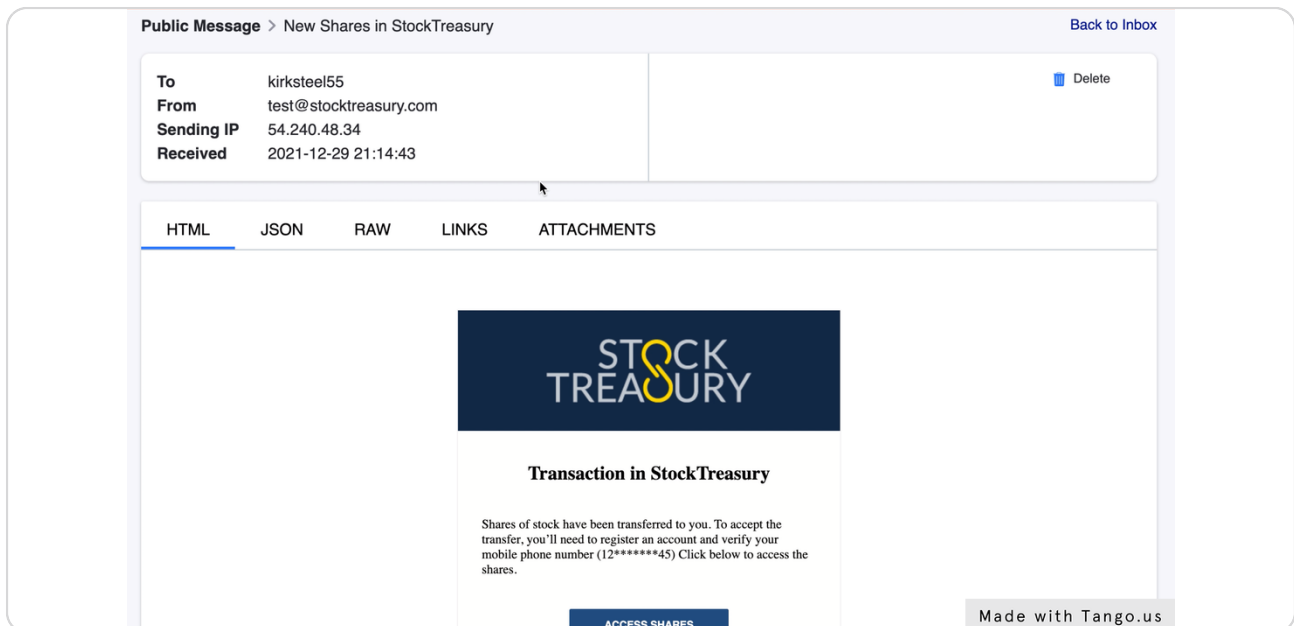 Public Message > New Shares in StockTreasury
Back to Inbox
To kirksteel55
From test@stocktreasury.com
Sending IP 54.240.48.34
Received 2021-12-29 21:14:43
Delete
HTML JSON RAW LINKS ATTACHMENTS
STOCK
TREASURY
Transaction in StockTreasury
Shares of stock have been transferred to you. To accept the
transfer, you'll need to register an account and verify your
mobile phone number (12*******45) Click below to access the
shares.
ACCESS SHARES
Made with Tango.us